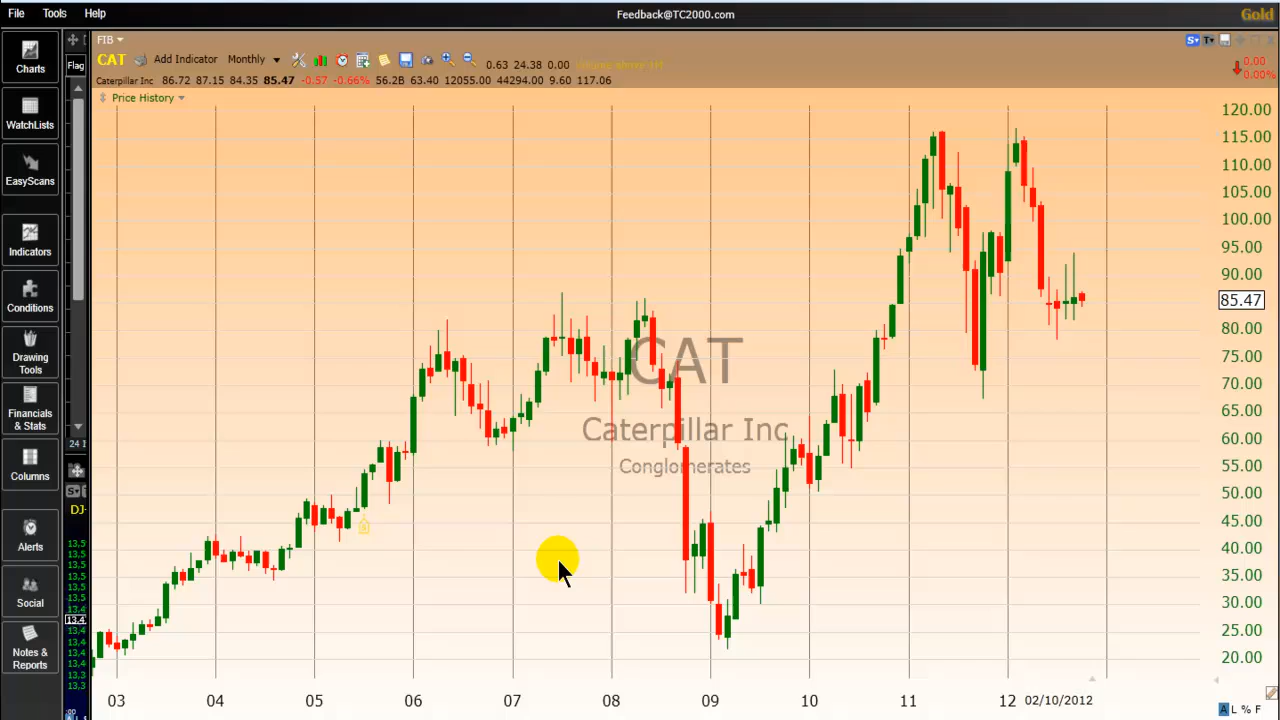 File Tools Help
Feedback@TC2000.com
Gold
FIB
CAT Add Indicator Monthly 0.63 24.38 0.00
Caterpillar Inc 86.72 87.15 84.35 85.47 -0.57 -0.66% 56.2B 63.40 12055.00 44294.00 9.60 117.06
0.00
0.00%
Price History
Charts
WatchLists
EasyScans
Indicators
Conditions
Drawing
Tools
Financials
& Stats
Columns
Alerts
Social
Notes &
Reports
Flag
CAT
Caterpillar Inc
Conglomerates
120.00
115.00
110.00
105.00
100.00
95.00
90.00
85.47
80.00
75.00
70.00
65.00
60.00
55.00
50.00
45.00
40.00
35.00
30.00
25.00
20.00
03 04 05 06 07 08 09 10 11 12 02/10/2012
A L % F